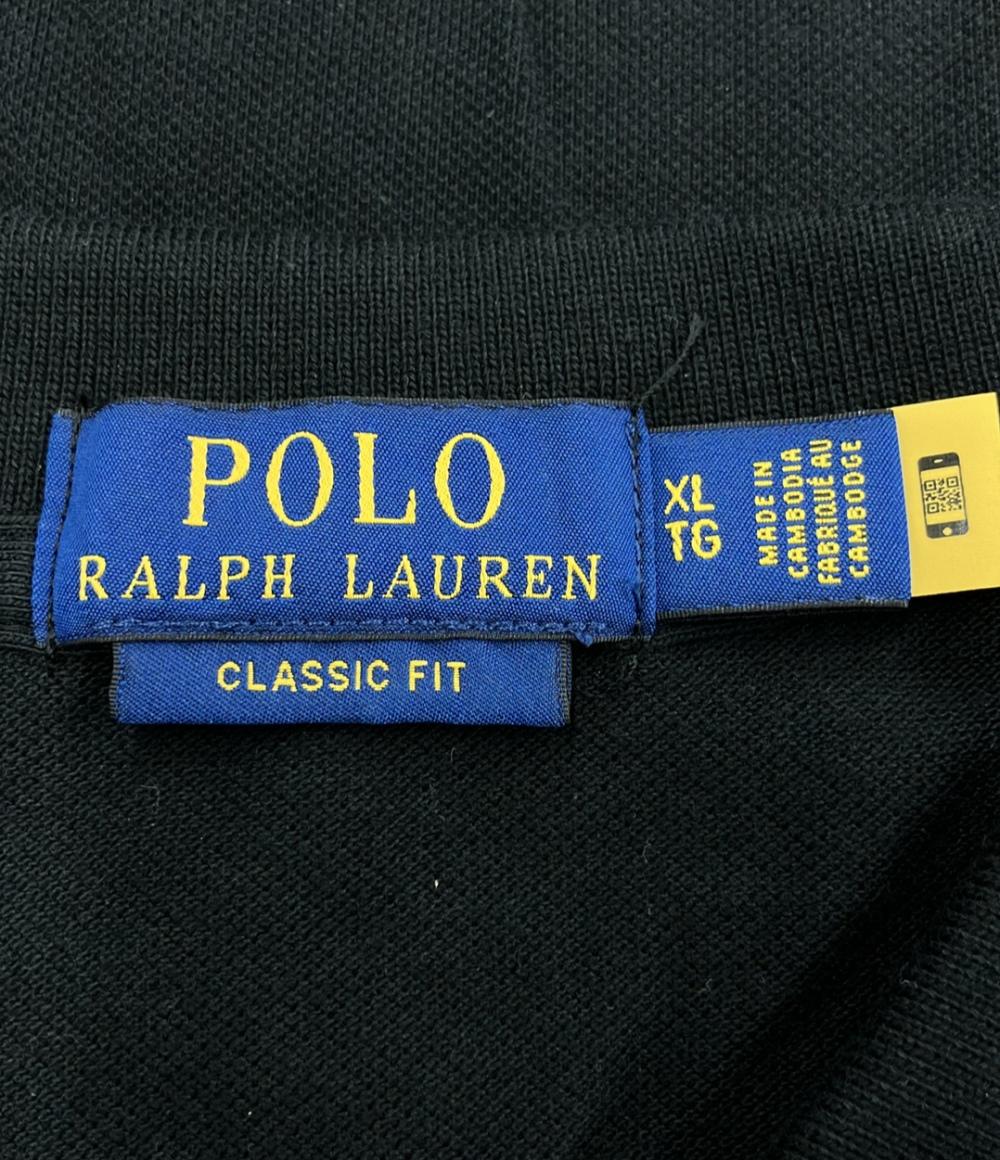 POLO
RALPH LAUREN
CLASSIC FIT
XL
TG
MADE IN
CAMBODIA
FABRIQUÉ AU
CAMBODGE